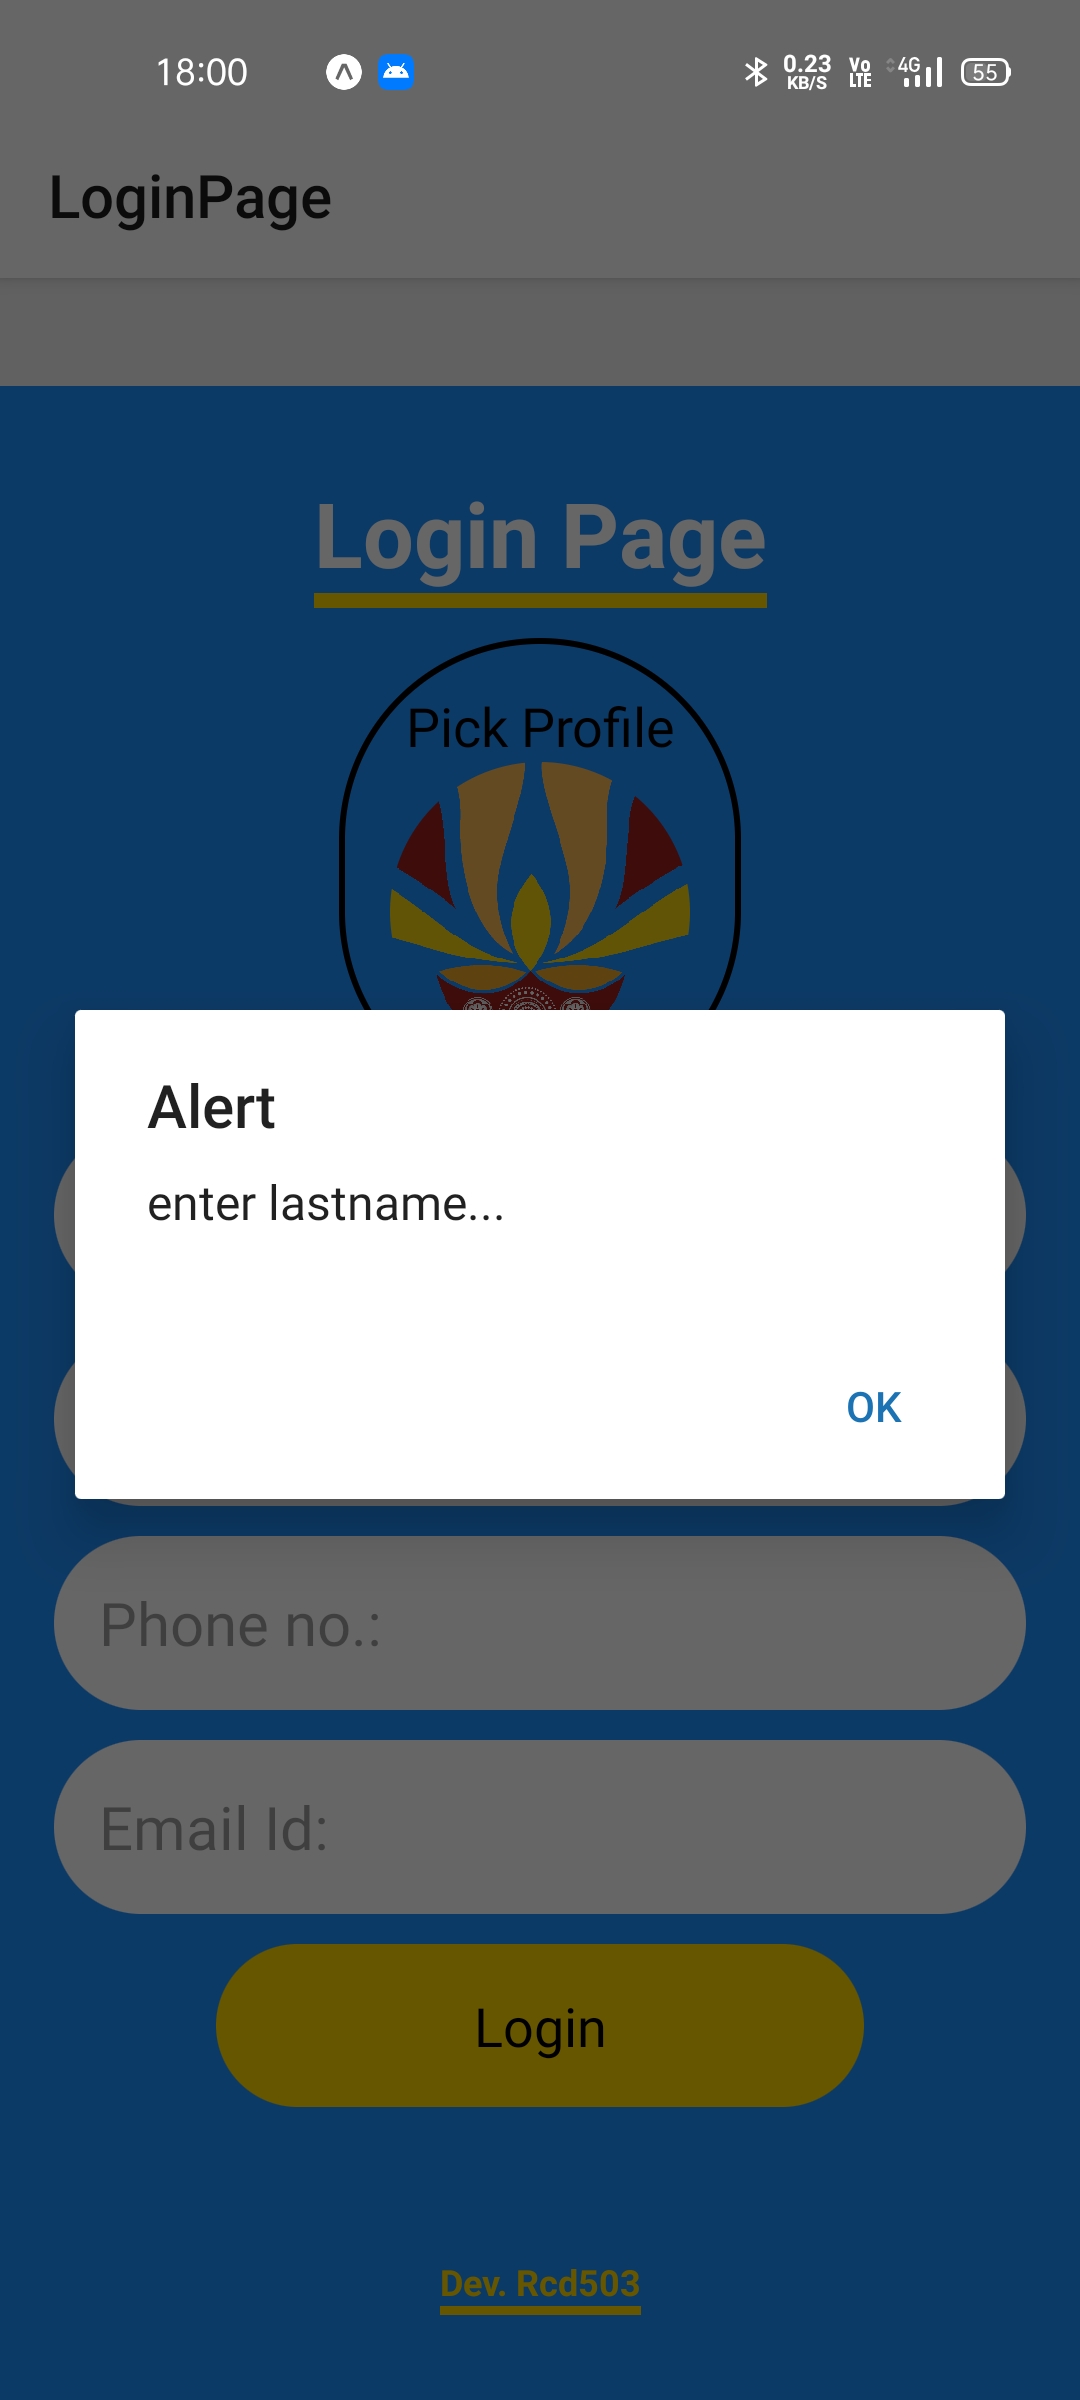 18:00 0.23 KB/S Vo LTE 4G 55
LoginPage
Login Page
Pick Profile
Alert
enter lastname...
OK
Phone no.:
Email Id:
Login
Dev. Rcd503